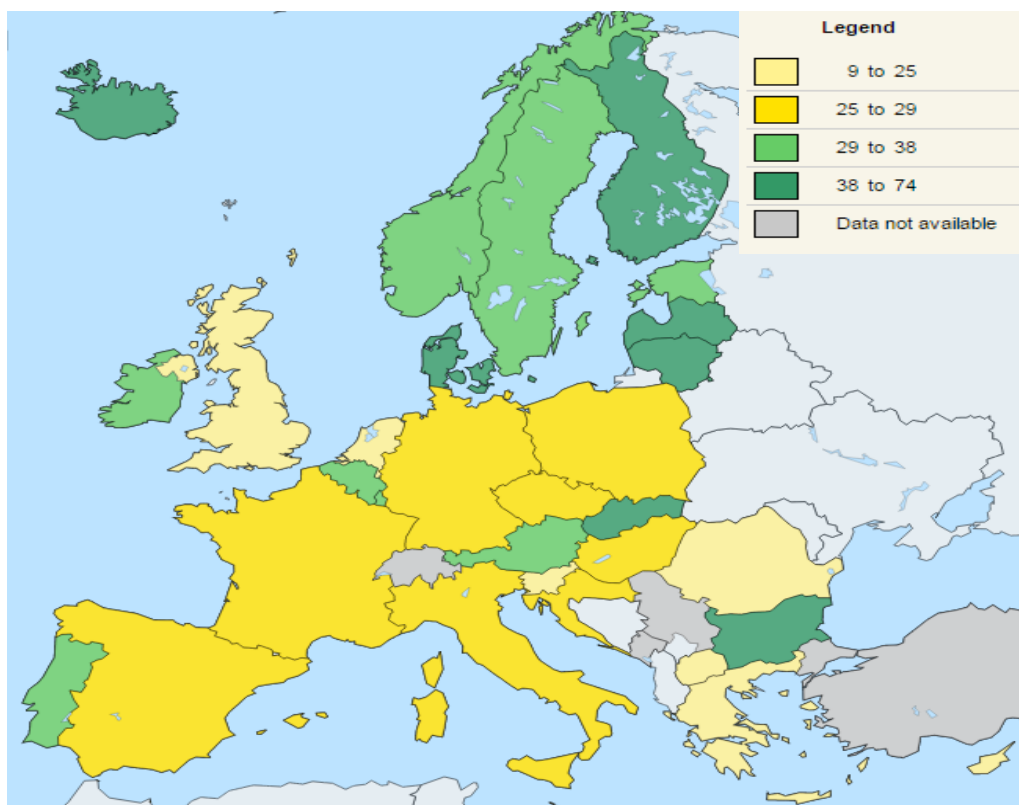 Legend
9 to 25
25 to 29
29 to 38
38 to 74
Data not available